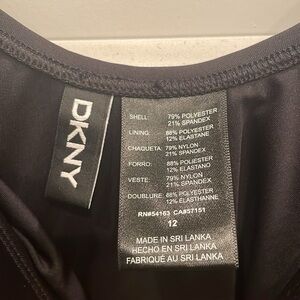 DKNY
SHELL: 79% POLYESTER
21% SPANDEX
LINING: 88% POLYESTER
12% ELASTANE
CHAQUETA: 79% NYLON
21% SPANDEX
FORRO: 88% POLIESTER
12% ELASTANO
VESTE: 79% NYLON
21% SPANDEX
DOUBLURE: 88% POLYESTER
12% ELASTHANNE
RN#54163 CA#57151
12
MADE IN SRI LANKA
HECHO EN SRI LANKA
FABRIQUÉ AU SRI LANKA